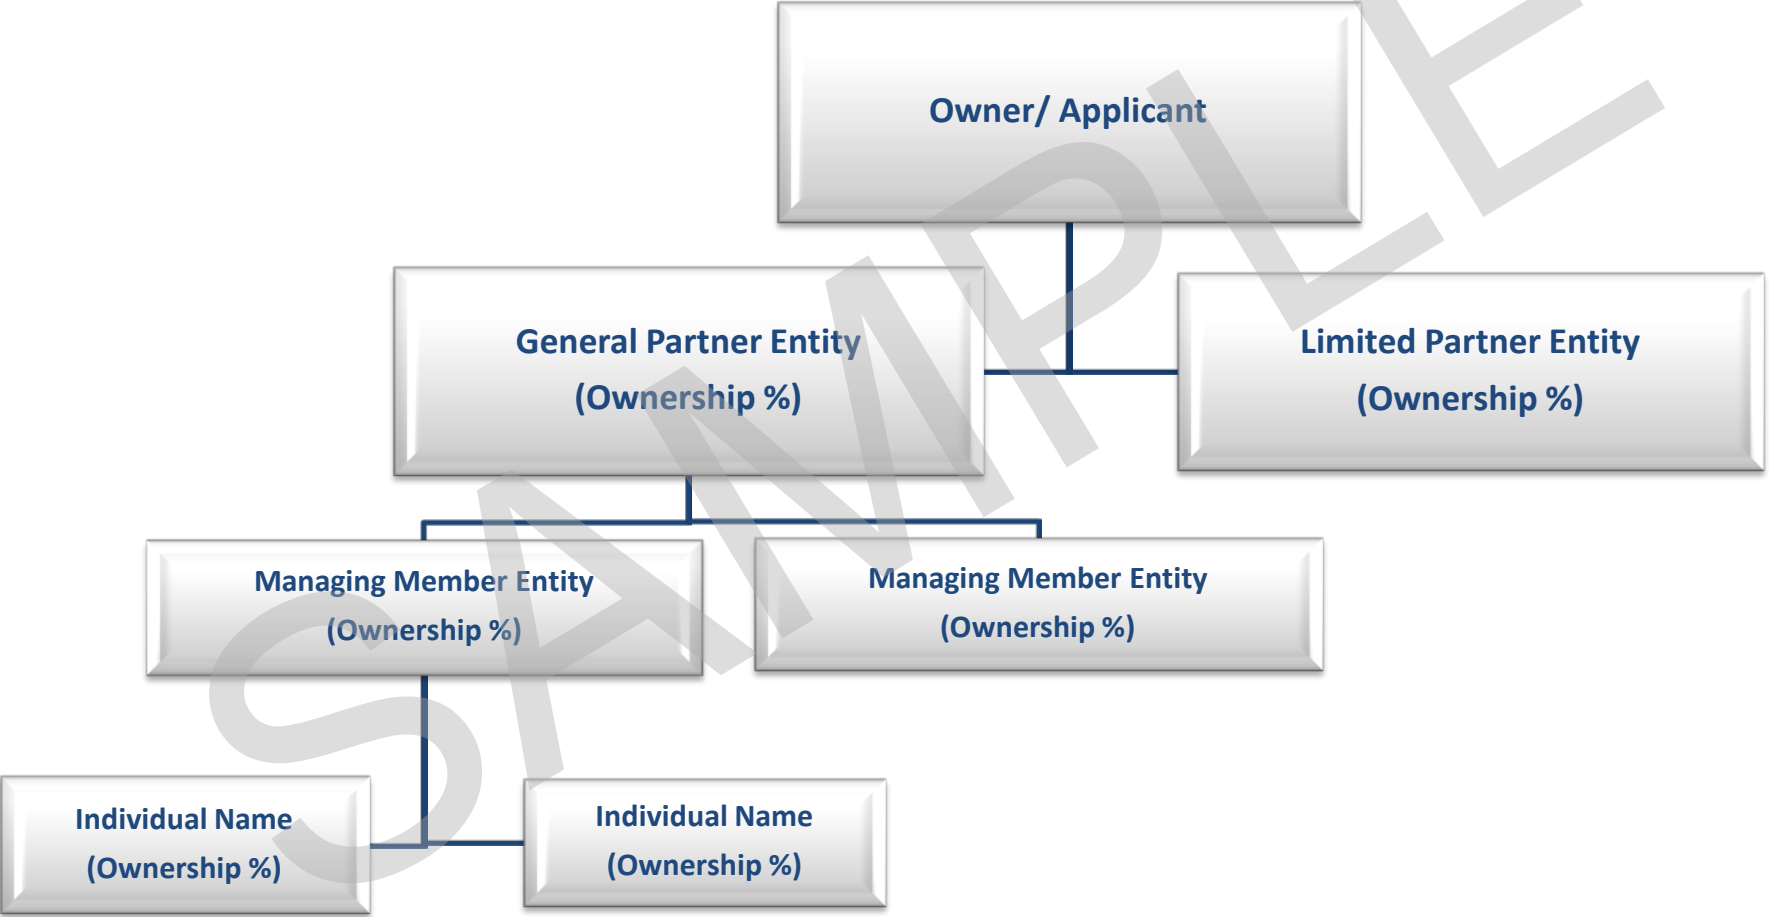 Owner/ Applicant
General Partner Entity
(Ownership %)
Limited Partner Entity
(Ownership %)
Managing Member Entity
(Ownership %)
Managing Member Entity
(Ownership %)
Individual Name
(Ownership %)
Individual Name
(Ownership %)
SAMPLE